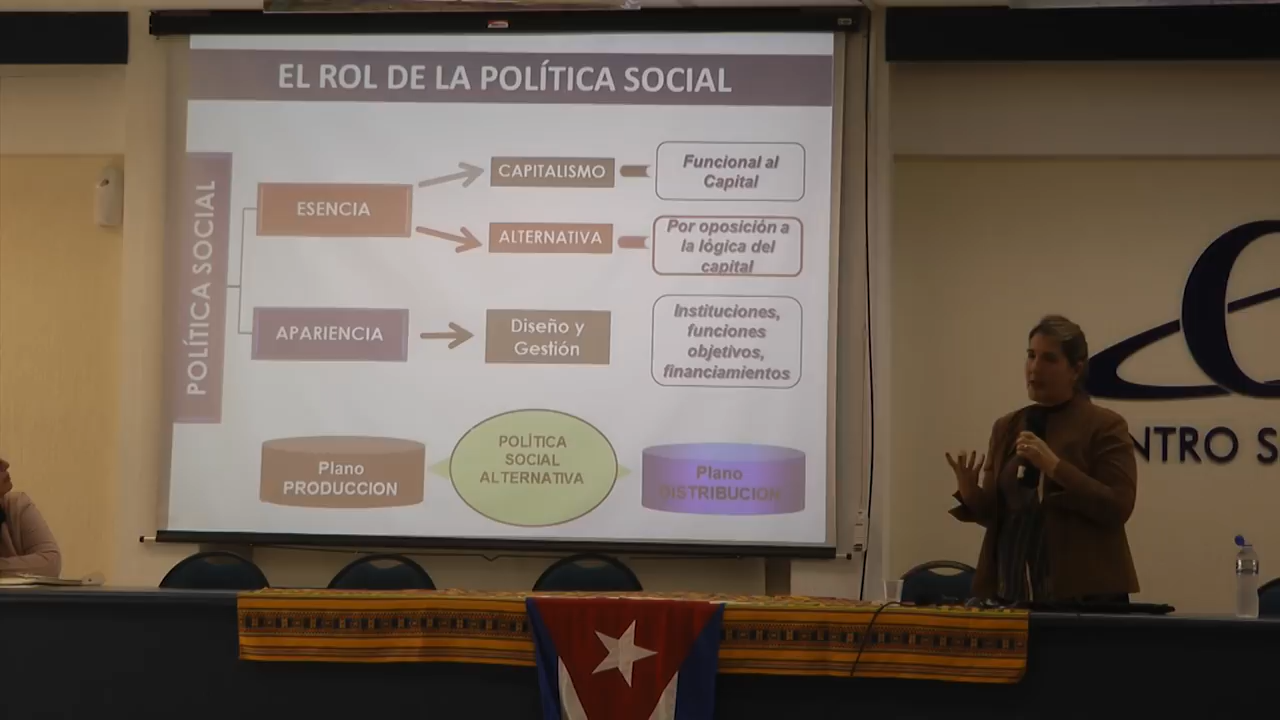 EL ROL DE LA POLÍTICA SOCIAL
POLÍTICA SOCIAL
ESENCIA
CAPITALISMO
Funcional al
Capital
ALTERNATIVA
Por oposición a
la lógica del
capital
APARIENCIA
Diseño y
Gestión
Instituciones,
funciones
objetivos,
financiamientos
Plano
PRODUCCION
POLÍTICA
SOCIAL
ALTERNATIVA
Plano
DISTRIBUCION
NTRO S